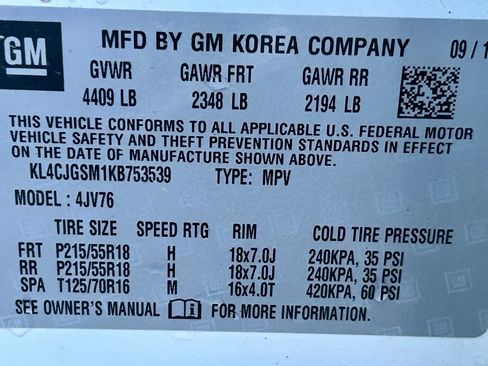 GM MFD BY GM KOREA COMPANY 09 / 1
GVWR GAWR FRT GAWR RR
4409 LB 2348 LB 2194 LB
THIS VEHICLE CONFORMS TO ALL APPLICABLE U.S. FEDERAL MOTOR
VEHICLE SAFETY AND THEFT PREVENTION STANDARDS IN EFFECT
ON THE DATE OF MANUFACTURE SHOWN ABOVE.
KL4CJGSM1KB753539 TYPE: MPV
MODEL : 4JV76
TIRE SIZE SPEED RTG RIM COLD TIRE PRESSURE
FRT P215/55R18 H 18x7.0J 240KPA, 35 PSI
RR P215/55R18 H 18x7.0J 240KPA, 35 PSI
SPA T125/70R16 M 16x4.0T 420KPA, 60 PSI
SEE OWNER'S MANUAL FOR MORE INFORMATION.